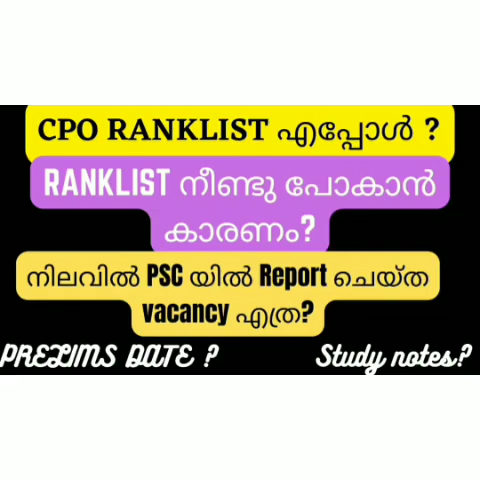 CPO RANKLIST എപ്പോൾ ?
RANKLIST നീണ്ടു പോകാൻ
കാരണം?
നിലവിൽ PSC യിൽ Report ചെയ്ത
vacancy എത്ര?
PRELIMS DATE ? Study notes?